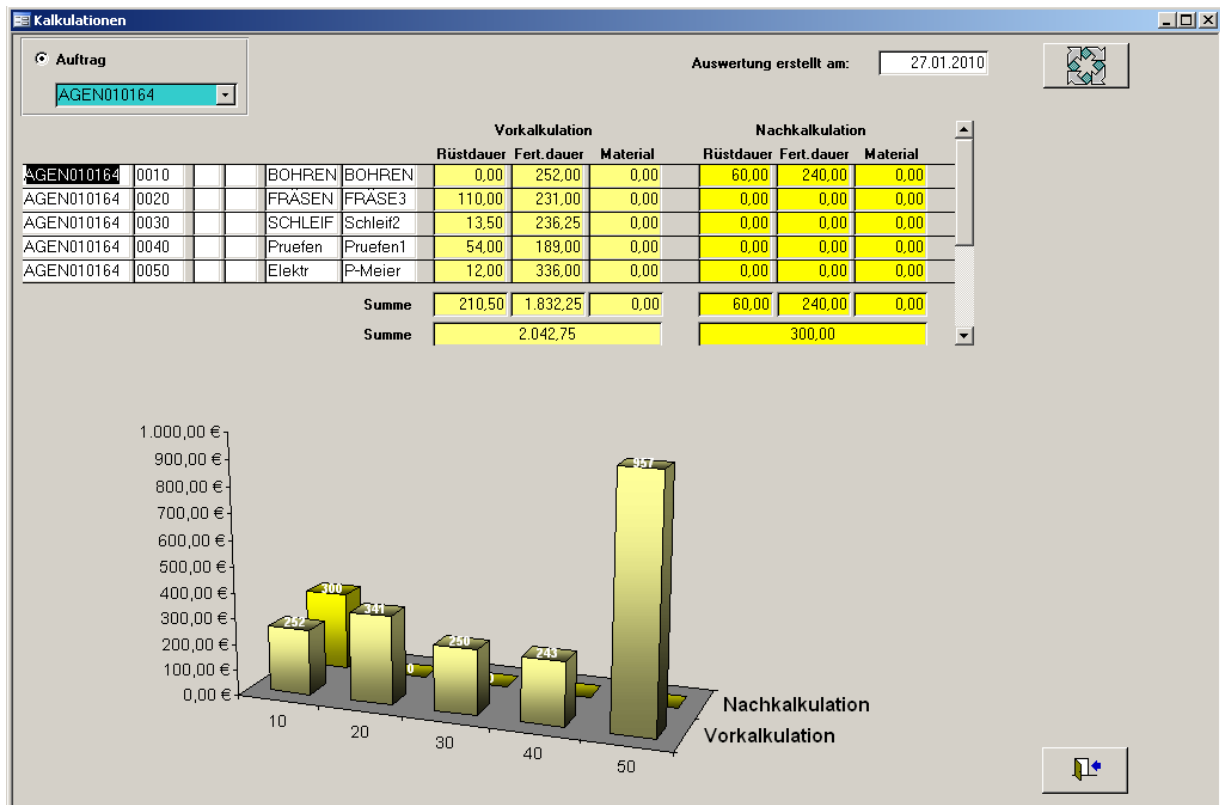 Kalkulationen
Auftrag
AGEN010164
Auswertung erstellt am: 27.01.2010
Vorkalkulation Nachkalkulation
Rüstdauer Fert.dauer Material Rüstdauer Fert.dauer Material
AGEN010164 0010 BOHREN BOHREN 0,00 252,00 0,00 60,00 240,00 0,00
AGEN010164 0020 FRÄSEN FRÄSE3 110,00 231,00 0,00 0,00 0,00 0,00
AGEN010164 0030 SCHLEIF Schleif2 13,50 236,25 0,00 0,00 0,00 0,00
AGEN010164 0040 Pruefen Pruefen1 54,00 189,00 0,00 0,00 0,00 0,00
AGEN010164 0050 Elektr P-Meier 12,00 336,00 0,00 0,00 0,00 0,00
Summe 210,50 1.832,25 0,00 60,00 240,00 0,00
Summe 2.042,75 300,00
1.000,00 €
900,00 €
800,00 €
700,00 €
600,00 €
500,00 €
400,00 €
300,00 €
200,00 €
100,00 €
0,00 €
957
300
341
252
250
243
0
10
20
30
40
50
Nachkalkulation
Vorkalkulation